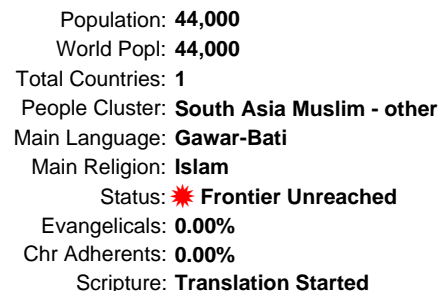 Population: 44,000
World Popl: 44,000
Total Countries: 1
People Cluster: South Asia Muslim - other
Main Language: Gawar-Bati
Main Religion: Islam
Status: Frontier Unreached
Evangelicals: 0.00%
Chr Adherents: 0.00%
Scripture: Translation Started